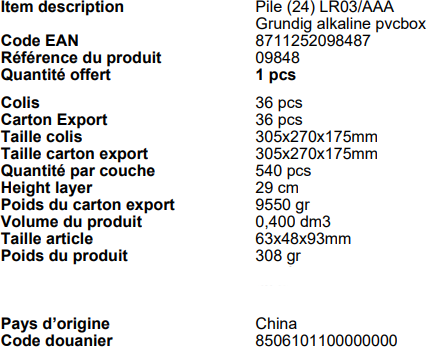 Item description Pile (24) LR03/AAA
Grundig alkaline pvcbox
Code EAN 8711252098487
Référence du produit 09848
Quantité offert 1 pcs
Colis 36 pcs
Carton Export 36 pcs
Taille colis 305x270x175mm
Taille carton export 305x270x175mm
Quantité par couche 540 pcs
Height layer 29 cm
Poids du carton export 9550 gr
Volume du produit 0,400 dm3
Taille article 63x48x93mm
Poids du produit 308 gr
Pays d'origine China
Code douanier 8506101100000000